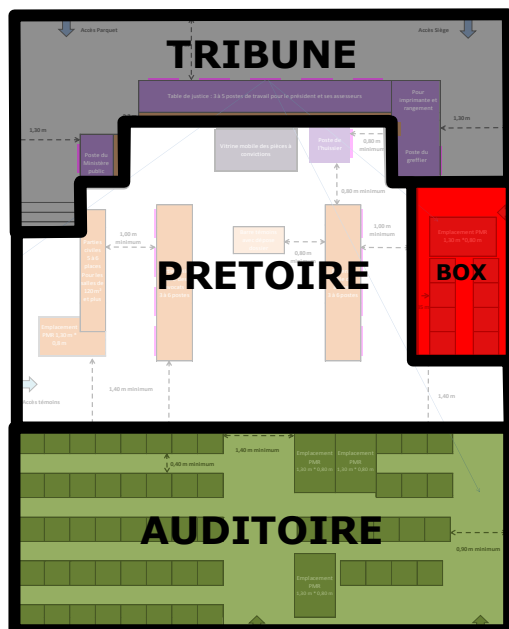 Accès Parquet
Accès Siège
TRIBUNE
Table de justice : 3 à 5 postes de travail pour le président et ses assesseurs
Pour
imprimante et
rangement
1,30 m
1,30 m
Poste du
Ministère
public
Vitrine mobile des pièces à
convictions
Poste de
l'huissier
0,80 m
minimum
Poste du
greffier
0,80 m minimum
1,80 m
minimum
1,60 m
minimum
0,80 m
minimum
Emplacement PMR
1,30 m *0,80 m
PRETOIRE
BOX
Emplacement
PMR 1,30 m *
0,8 m
Accès témoins
1,40 m minimum
1,40 m
1,40 m minimum
0,40 m minimum
Emplacement
PMR
1,30 m * 0,80 m
Emplacement
PMR
1,30 m * 0,80 m
AUDITOIRE
0,90 m minimum
Emplacement
PMR
1,30 m * 0,80 m